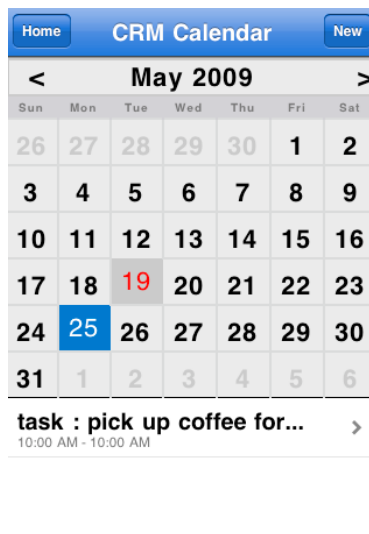 Home CRM Calendar New
< May 2009 >
Sun Mon Tue Wed Thu Fri Sat
26 27 28 29 30 1 2
3 4 5 6 7 8 9
10 11 12 13 14 15 16
17 18 19 20 21 22 23
24 25 26 27 28 29 30
31 1 2 3 4 5 6
task : pick up coffee for...
10:00 AM - 10:00 AM